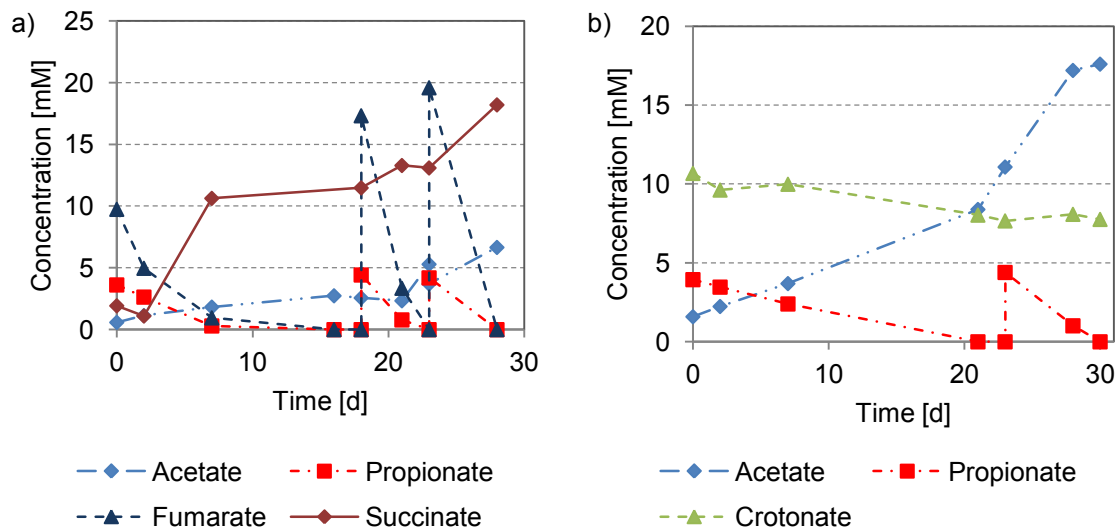 a)
Concentration [mM]
25
20
15
10
5
0
0 10 20 30
Time [d]
Acetate Propionate
Fumarate Succinate
b)
Concentration [mM]
20
15
10
5
0
0 10 20 30
Time [d]
Acetate Propionate
Crotonate